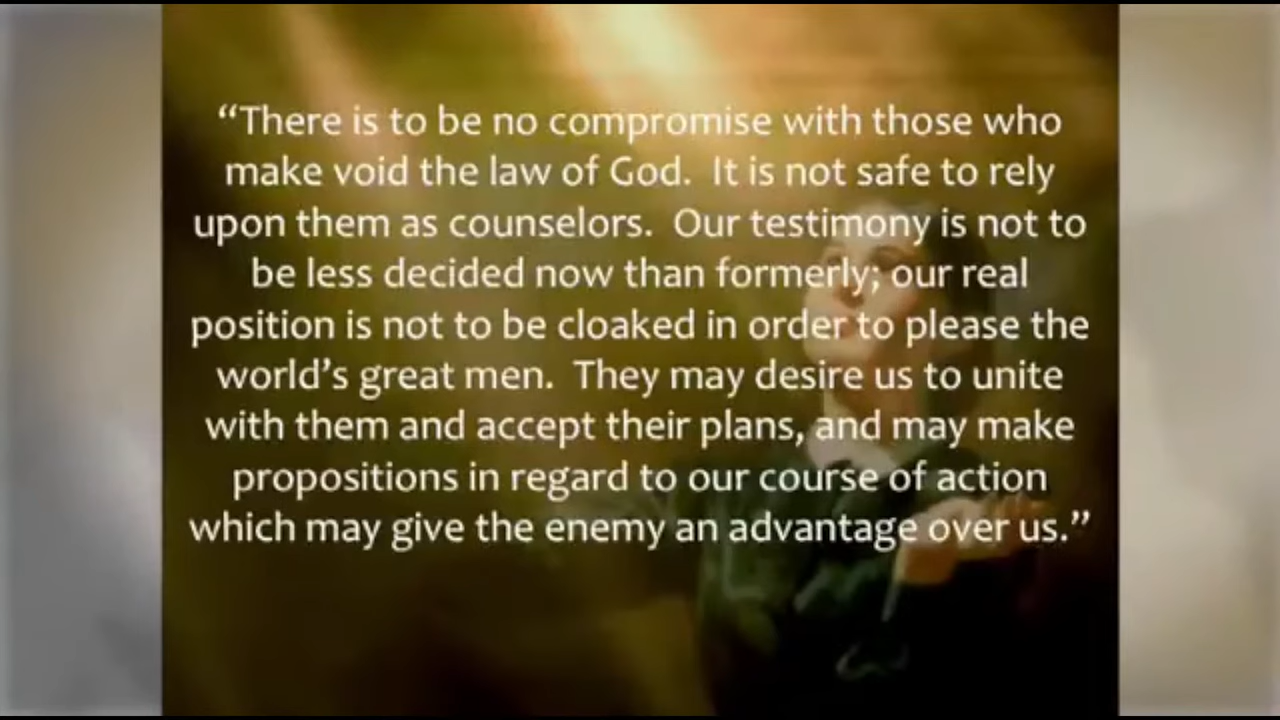 “There is to be no compromise with those who
make void the law of God.  It is not safe to rely
upon them as counselors.  Our testimony is not to
be less decided now than formerly; our real
position is not to be cloaked in order to please the
world’s great men.  They may desire us to unite
with them and accept their plans, and may make
propositions in regard to our course of action
which may give the enemy an advantage over us.”